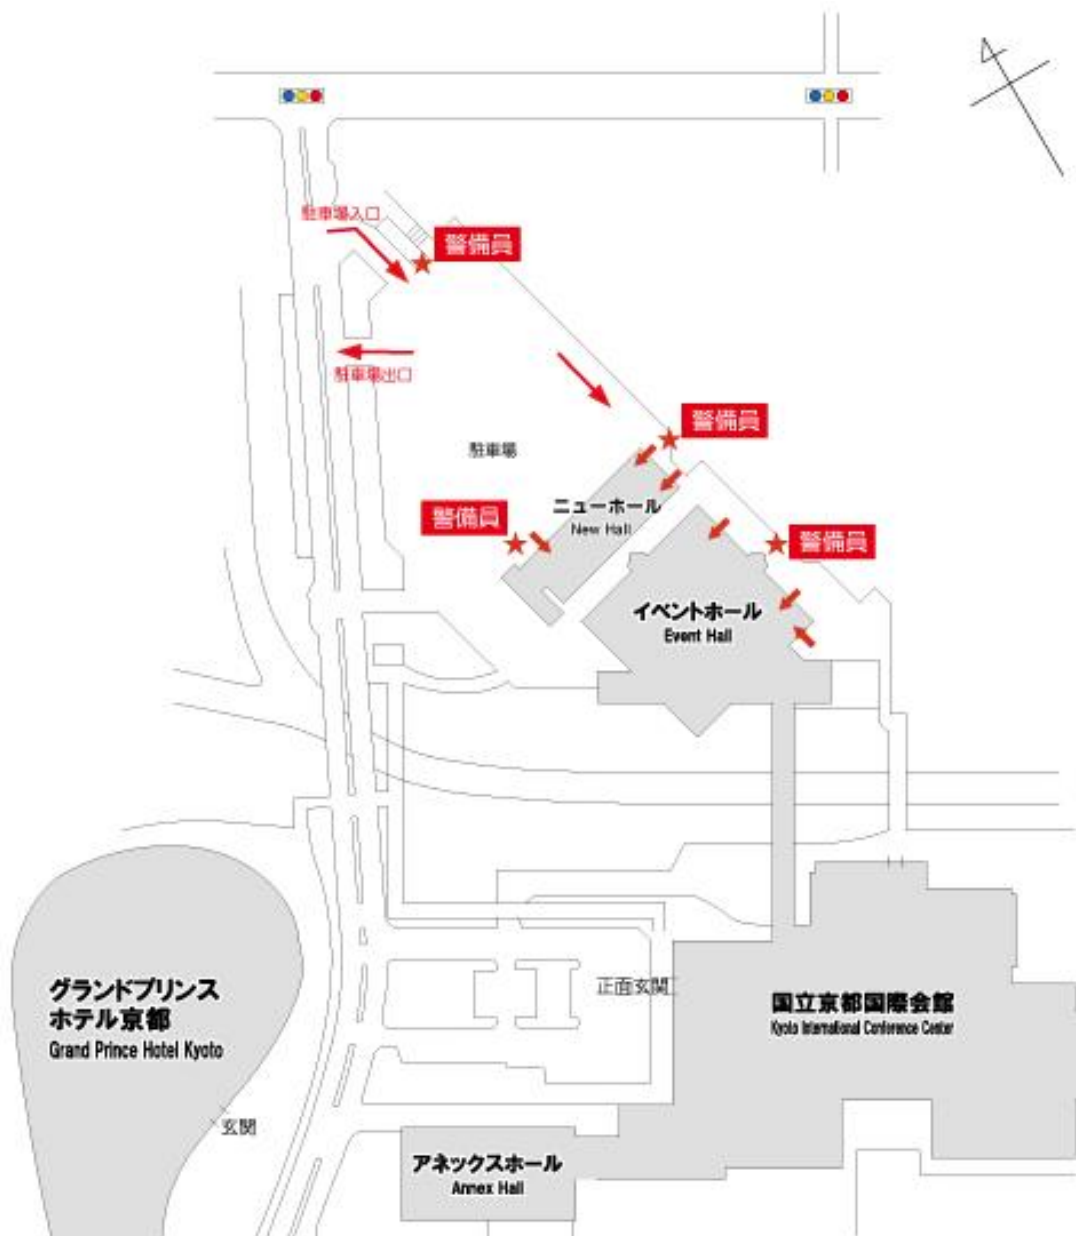 駐車場入口
警備員
駐車場出口
警備員
駐車場
ニューホール
New Hall
警備員
警備員
イベントホール
Event Hall
グランドプリンス
ホテル京都
Grand Prince Hotel Kyoto
正面玄関
国立京都国際会館
Kyoto International Conference Center
玄関
アネックスホール
Annex Hall